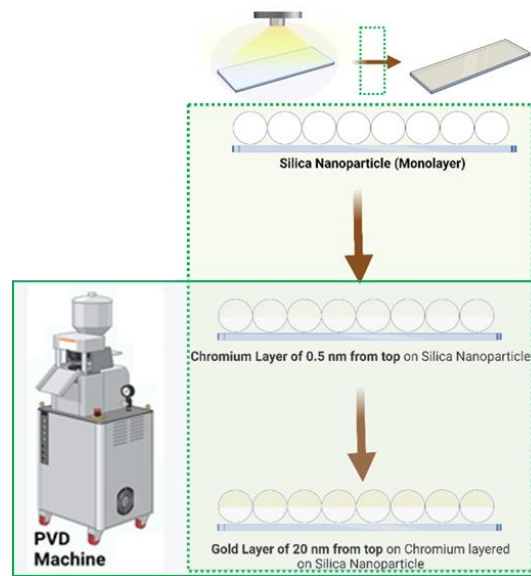 Silica Nanoparticle (Monolayer)
Chromium Layer of 0.5 nm from top on Silica Nanoparticle
PVD
Machine
Gold Layer of 20 nm from top on Chromium layered
on Silica Nanoparticle